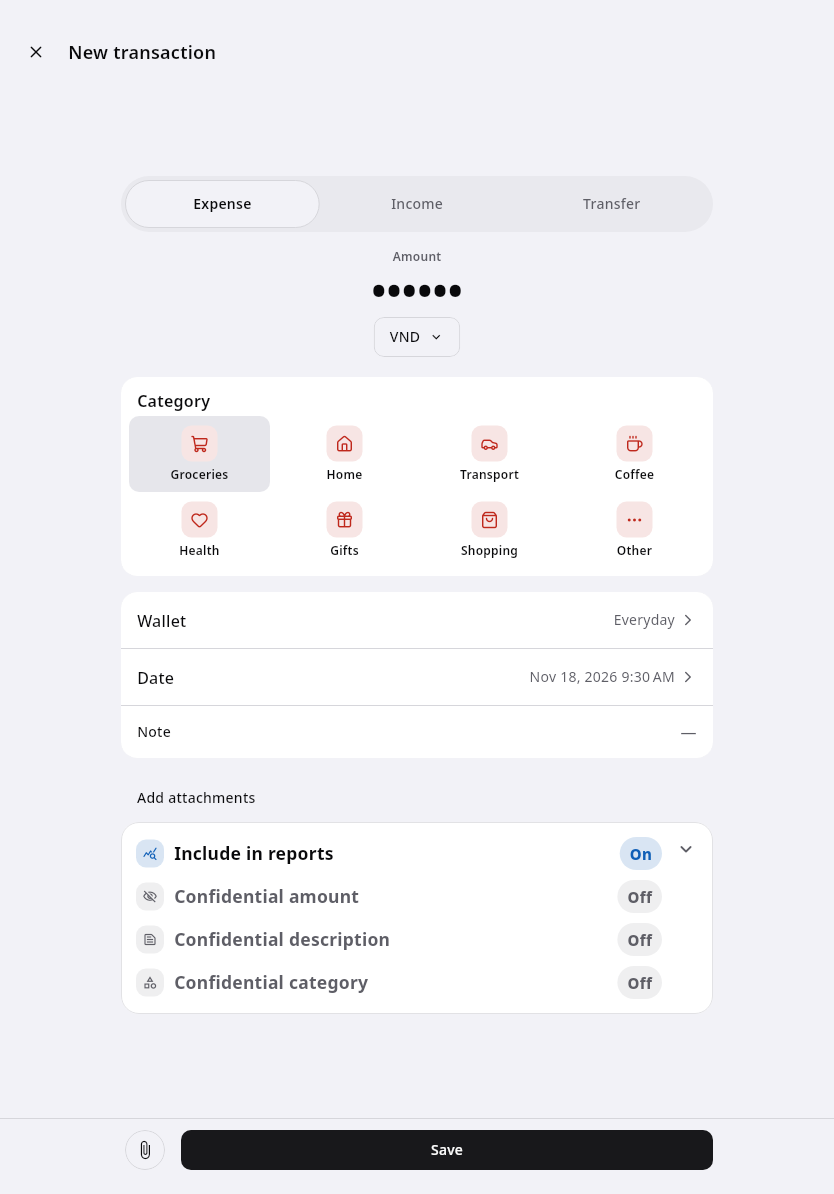 New transaction
Expense Income Transfer
Amount
••••••
VND
Category
Groceries Home Transport Coffee
Health Gifts Shopping Other
Wallet Everyday
Date Nov 18, 2026 9:30 AM
Note —
Add attachments
Include in reports On
Confidential amount Off
Confidential description Off
Confidential category Off
Save